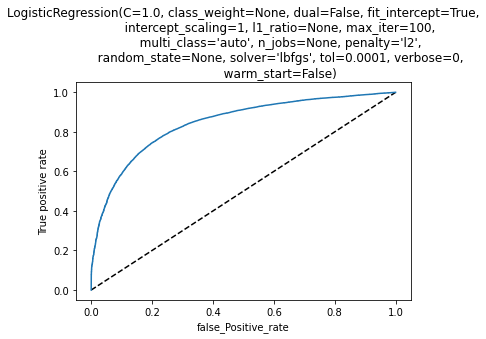 LogisticRegression(C=1.0, class_weight=None, dual=False, fit_intercept=True,
intercept_scaling=1, l1_ratio=None, max_iter=100,
multi_class='auto', n_jobs=None, penalty='l2',
random_state=None, solver='lbfgs', tol=0.0001, verbose=0,
warm_start=False)
1.0
0.8
0.6
0.4
0.2
0.0
True positive rate
0.0 0.2 0.4 0.6 0.8 1.0
false_Positive_rate